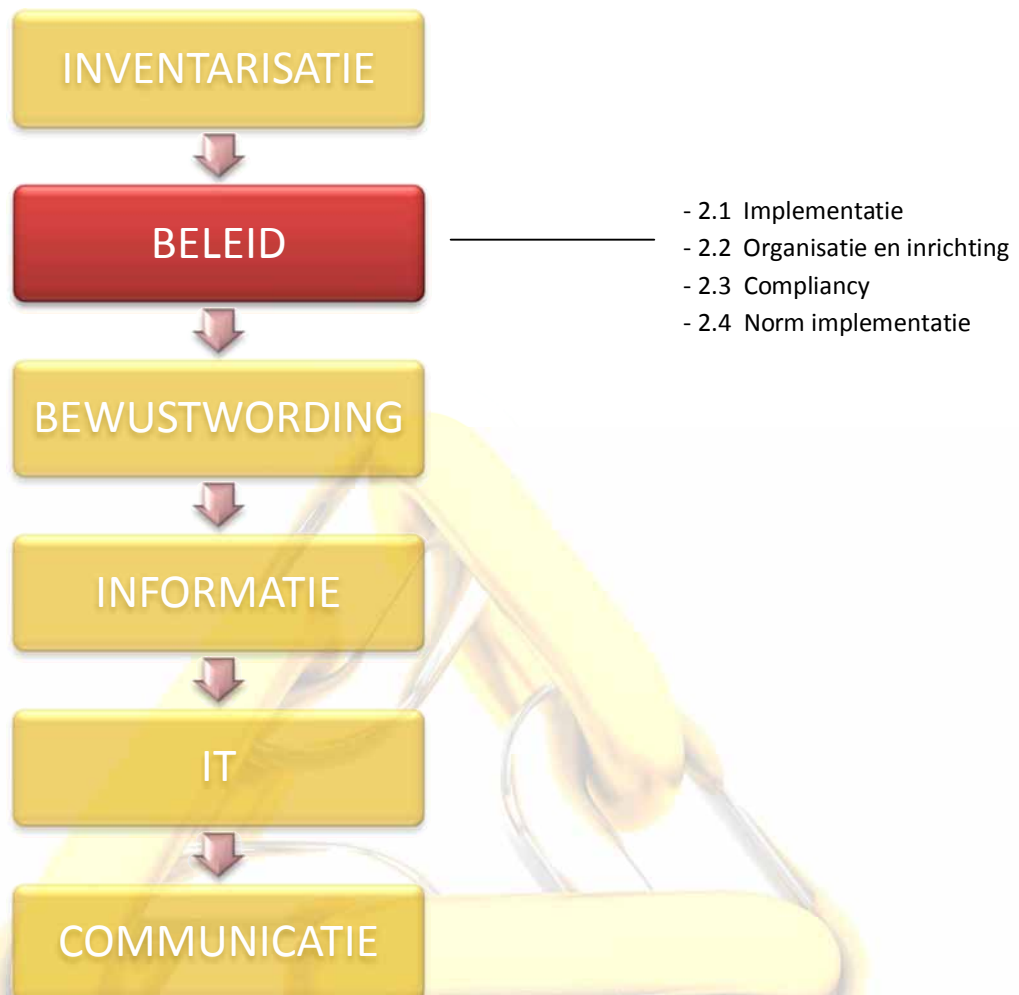 INVENTARISATIE
BELEID
- 2.1 Implementatie
- 2.2 Organisatie en inrichting
- 2.3 Compliancy
- 2.4 Norm implementatie
BEWUSTWORDING
INFORMATIE
IT
COMMUNICATIE